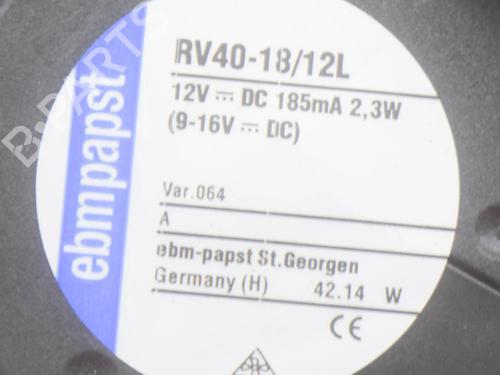 RV40-18/12L
12V ⎓ DC 185mA 2,3W
(9-16V ⎓ DC)
Var.064
A
ebm-papst St.Georgen
Germany (H) 42.14 W
CE
ebmpapst
B-PARTS